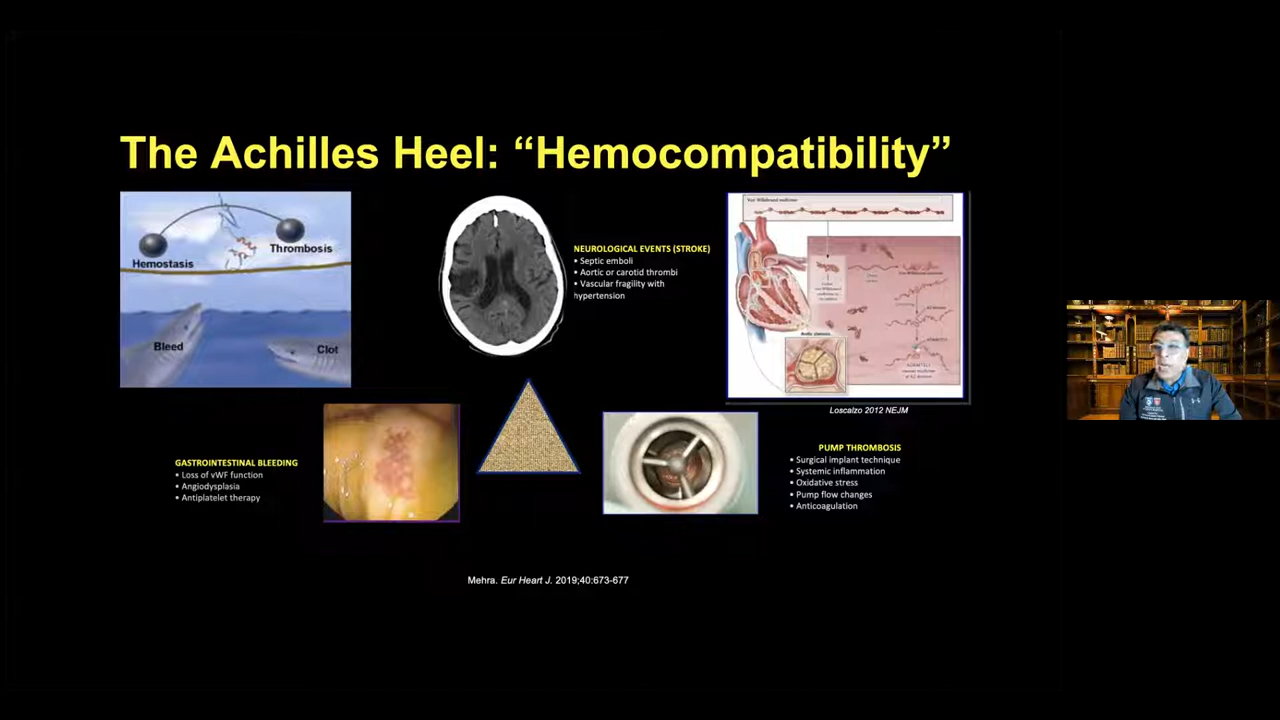 The Achilles Heel: “Hemocompatibility”
Hemostasis
Thrombosis
Bleed
Clot
NEUROLOGICAL EVENTS (STROKE)
• Septic emboli
• Aortic or carotid thrombi
• Vascular fragility with
hypertension
Aortic stenosis
Loscalzo 2012 NEJM
GASTROINTESTINAL BLEEDING
• Loss of vWF function
• Angiodysplasia
• Antiplatelet therapy
PUMP THROMBOSIS
• Surgical implant technique
• Systemic inflammation
• Oxidative stress
• Pump flow changes
• Anticoagulation
Mehra. Eur Heart J. 2019;40:673-677